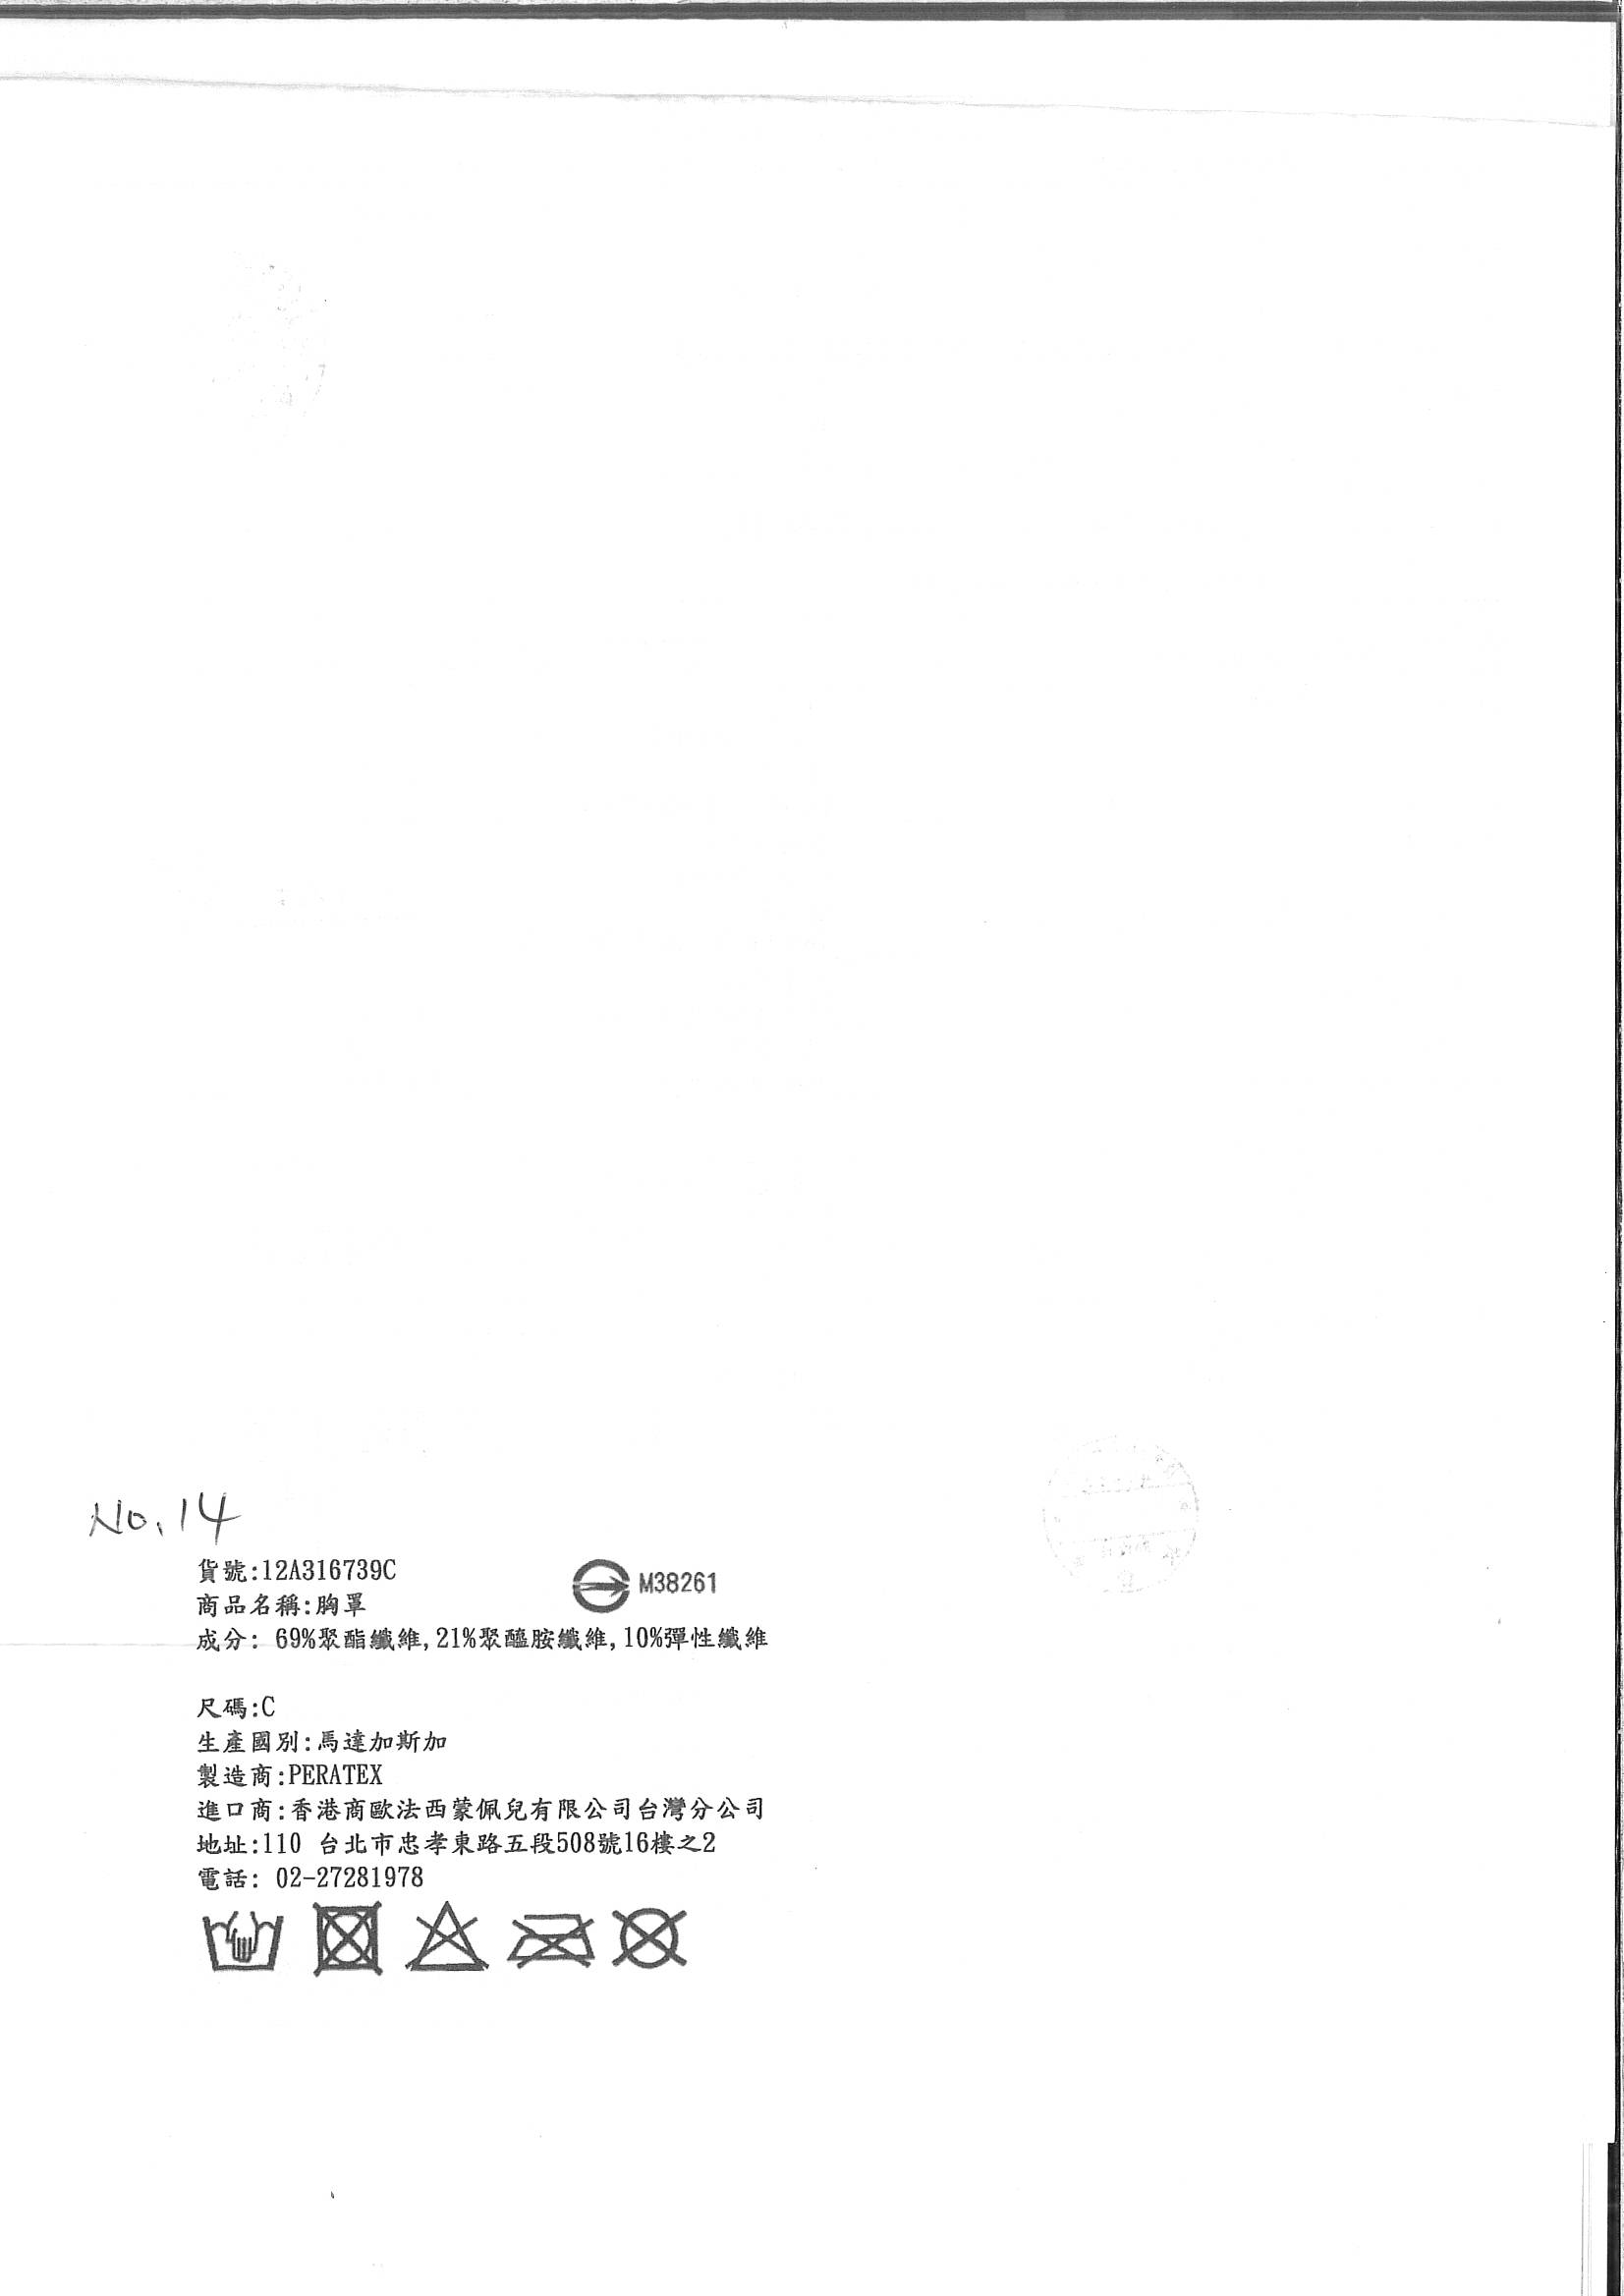 No. 14
貨號:12A316739C
M38261
商品名稱:胸罩
成分: 69%聚酯纖維,21%聚醯胺纖維,10%彈性纖維
尺碼:C
生產國別:馬達加斯加
製造商:PERATEX
進口商:香港商歐法西蒙佩兒有限公司台灣分公司
地址:110 台北市忠孝東路五段508號16樓之2
電話: 02-27281978